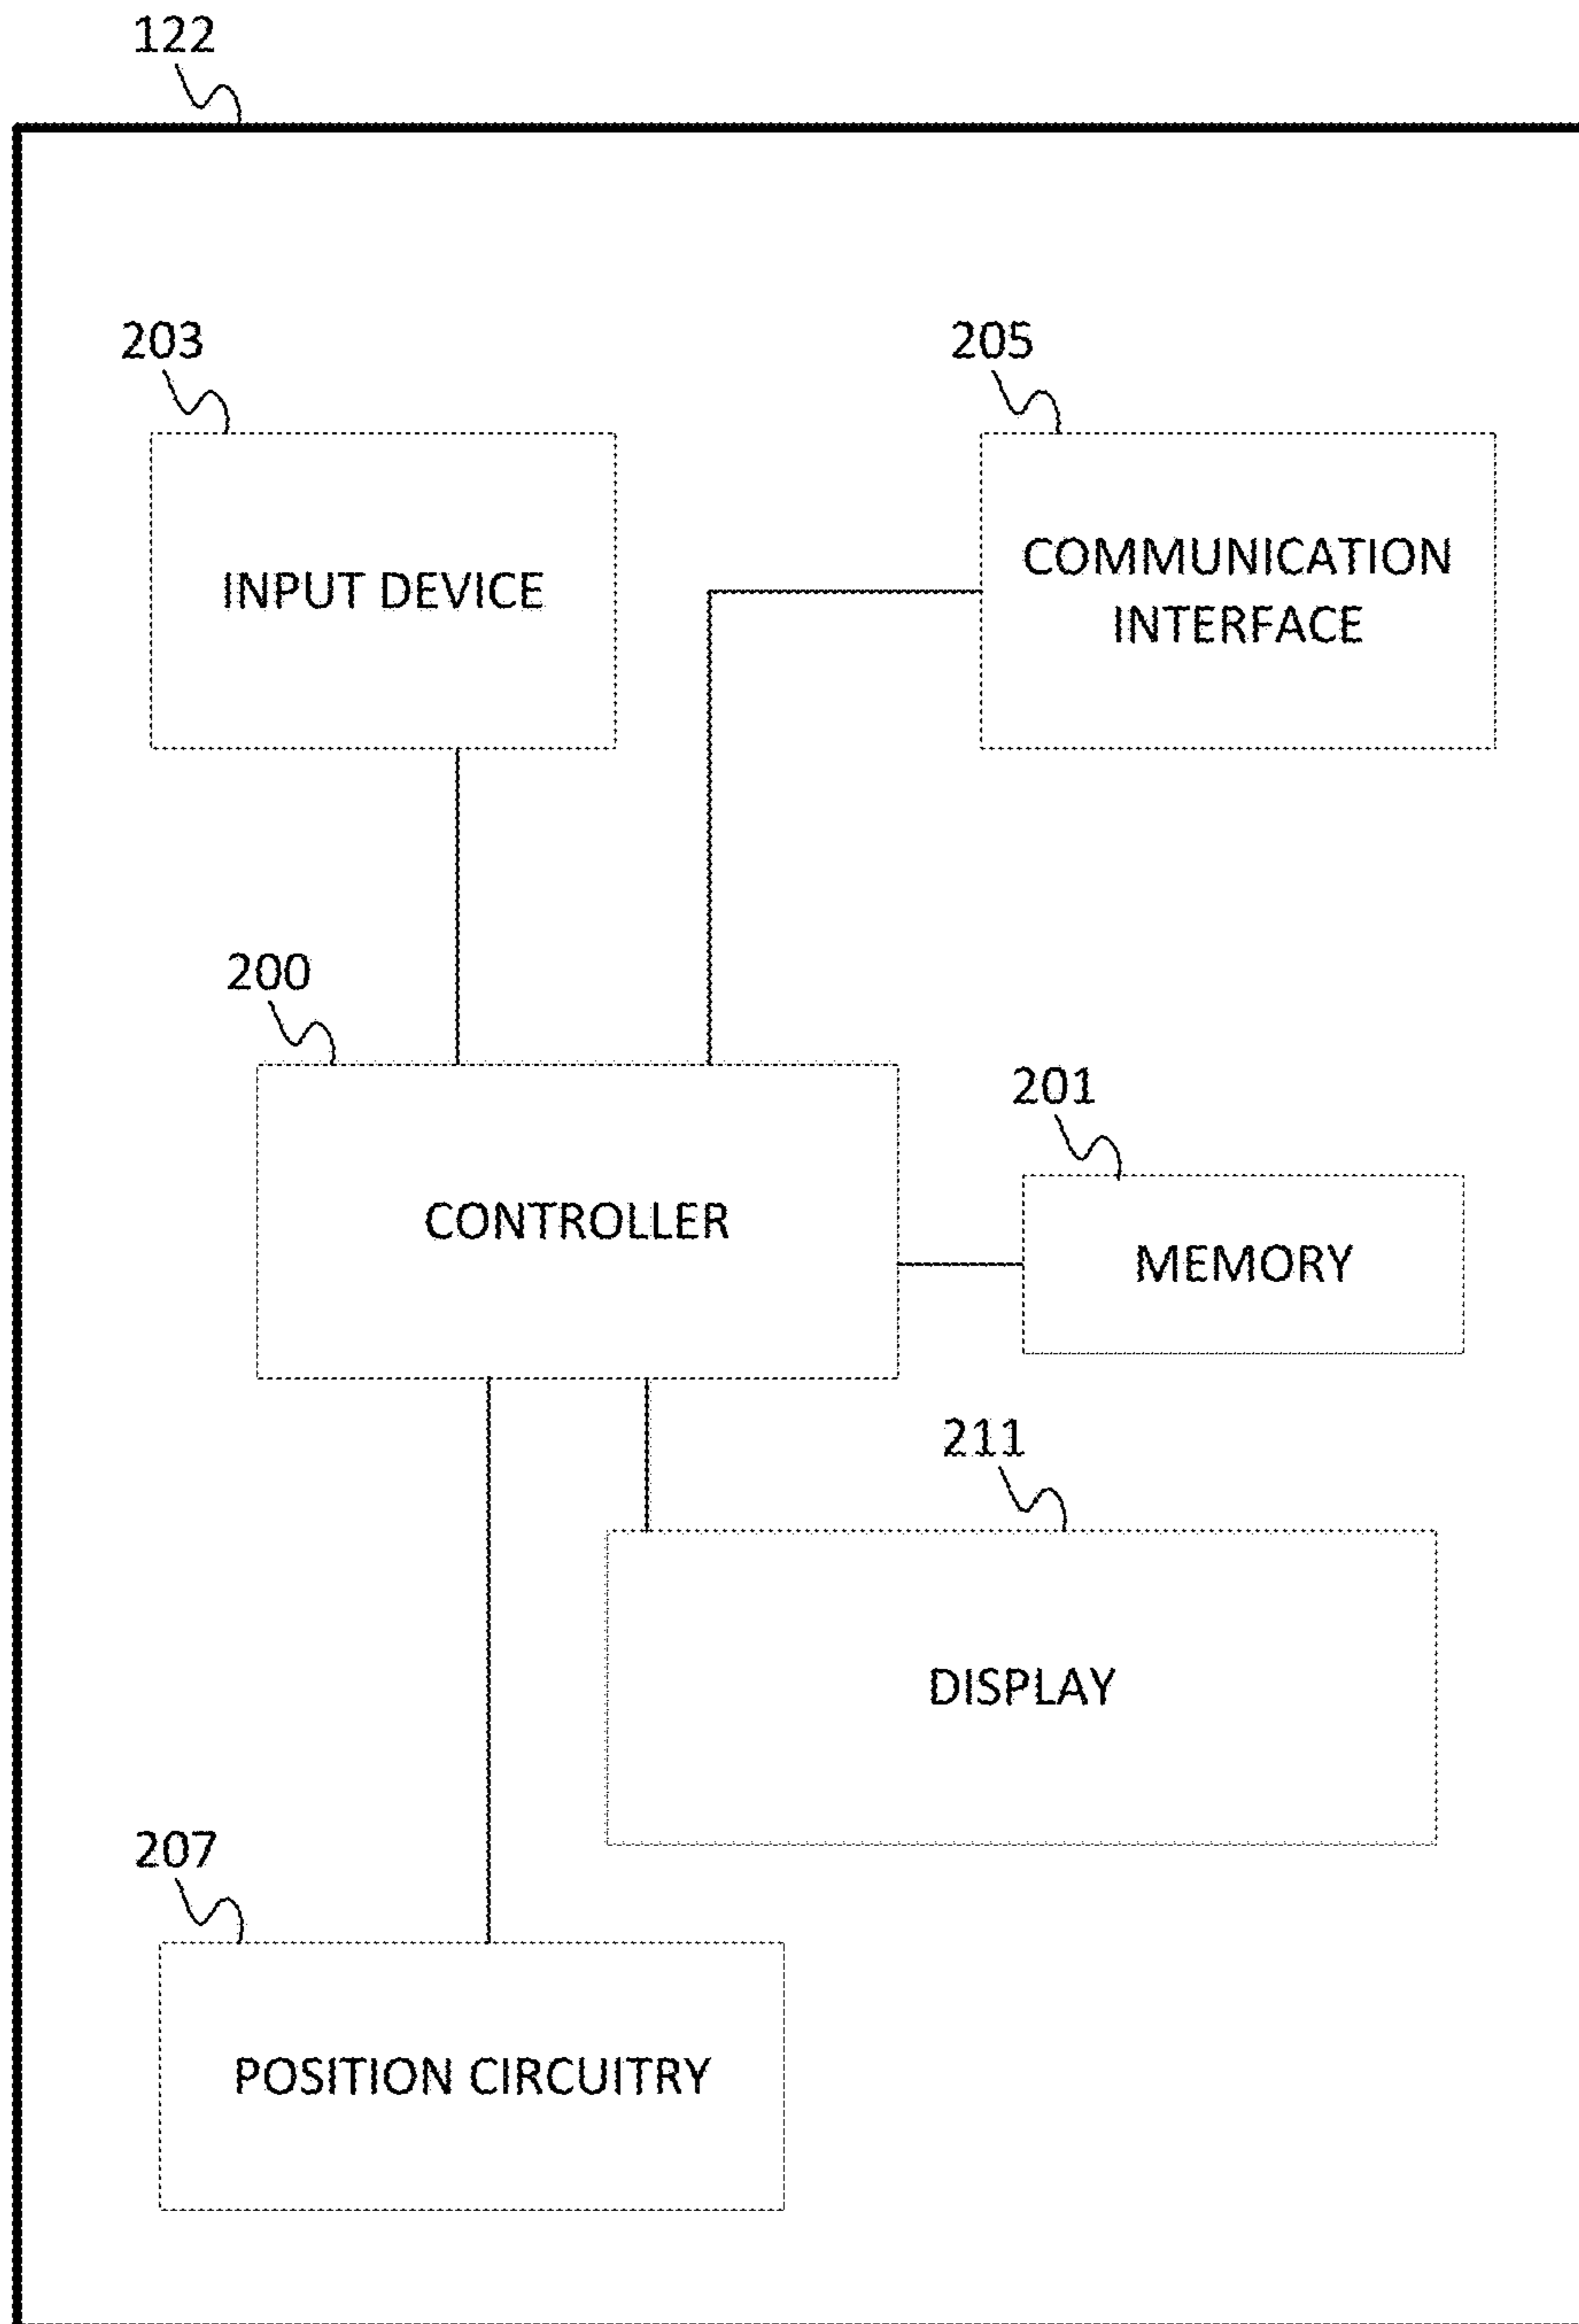 122
203
205
INPUT DEVICE
COMMUNICATION
INTERFACE
200
201
CONTROLLER
MEMORY
211
DISPLAY
207
POSITION CIRCUITRY